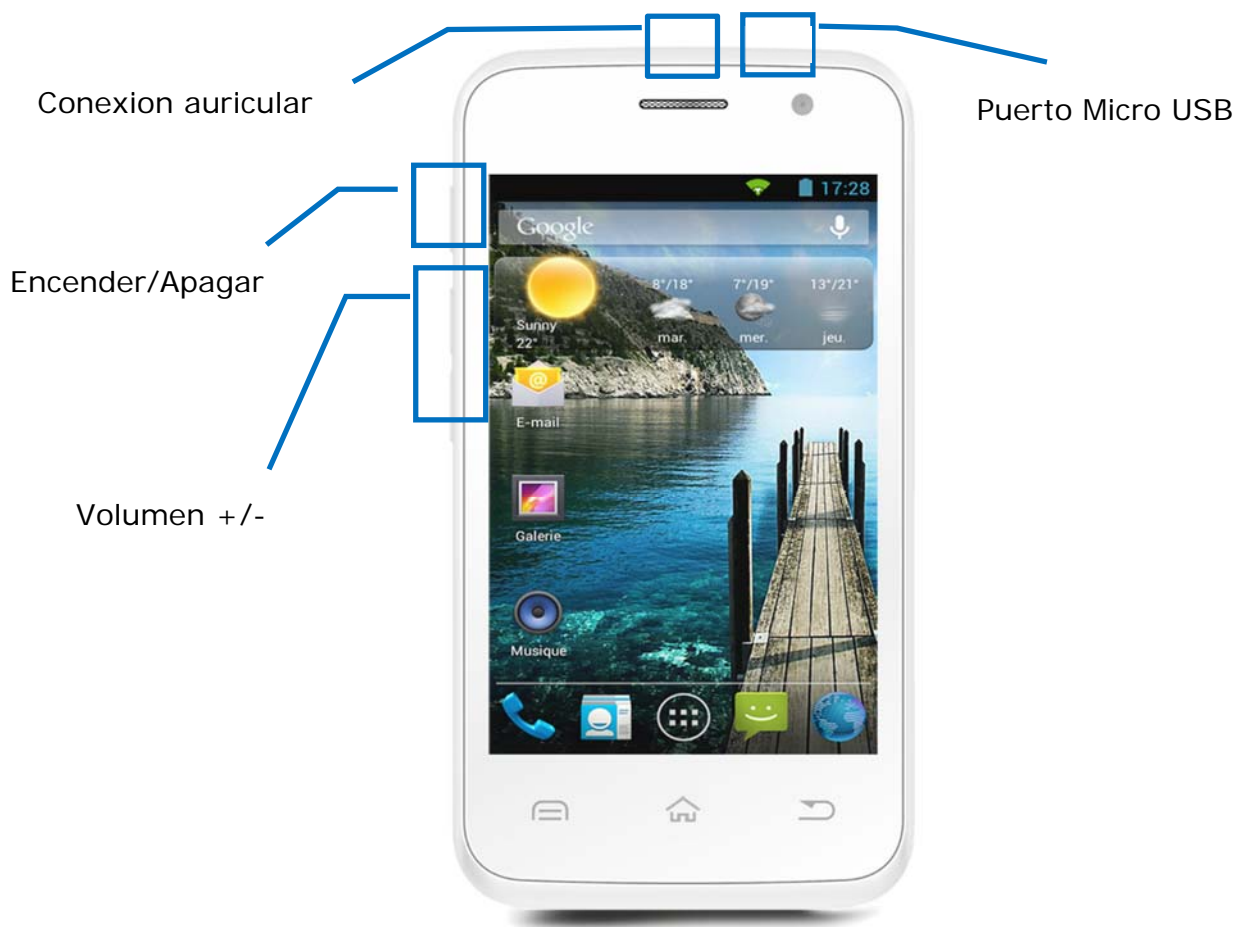 Conexion auricular
Puerto Micro USB
Encender/Apagar
Volumen +/-
17:28
Google
Sunny
22°
8°/18°
mar.
7°/19°
mer.
13°/21°
jeu.
@
E-mail
Galerie
Musique